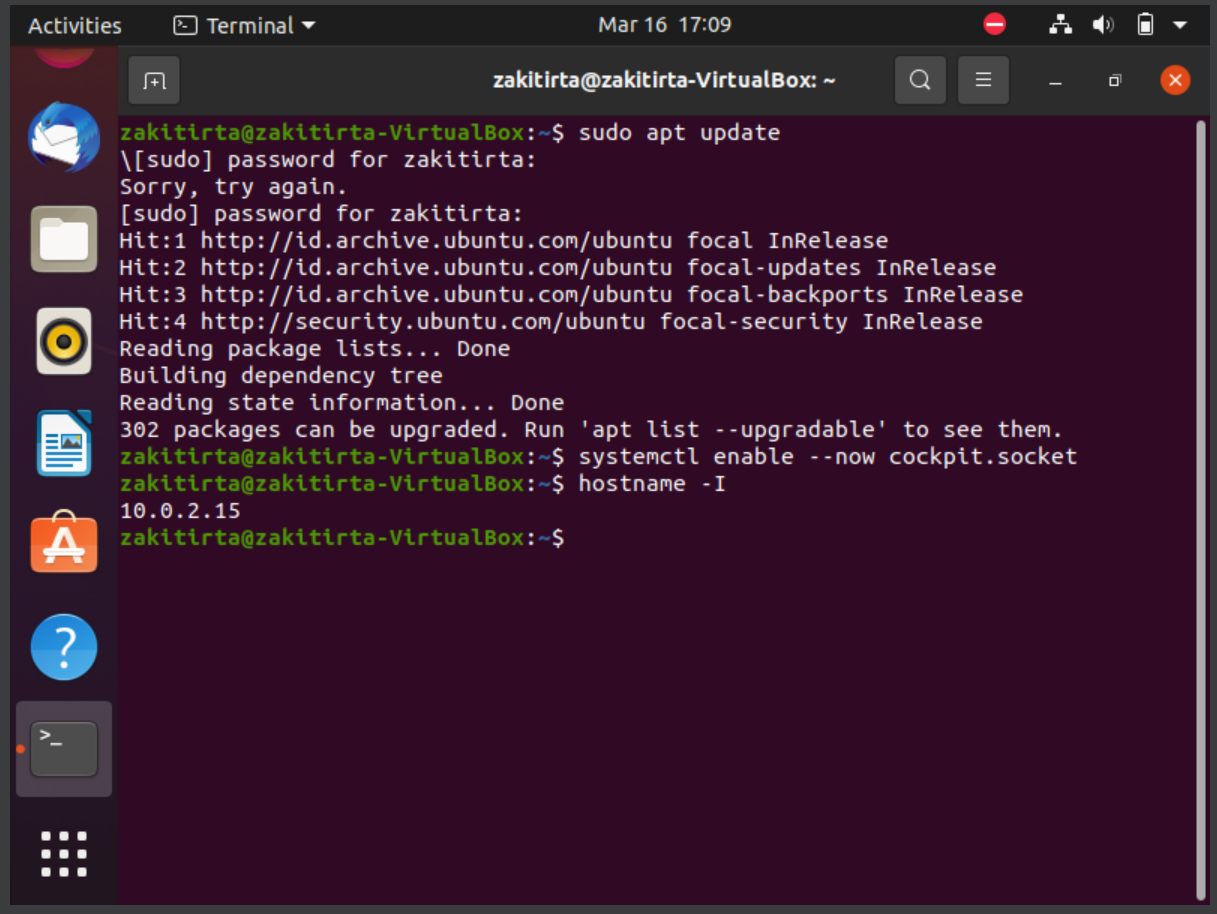 Activities
Terminal
Mar 16 17:09
zakitirta@zakitirta-VirtualBox: ~
zakitirta@zakitirta-VirtualBox:~$ sudo apt update
\[sudo] password for zakitirta:
Sorry, try again.
[sudo] password for zakitirta:
Hit:1 http://id.archive.ubuntu.com/ubuntu focal InRelease
Hit:2 http://id.archive.ubuntu.com/ubuntu focal-updates InRelease
Hit:3 http://id.archive.ubuntu.com/ubuntu focal-backports InRelease
Hit:4 http://security.ubuntu.com/ubuntu focal-security InRelease
Reading package lists... Done
Building dependency tree
Reading state information... Done
302 packages can be upgraded. Run 'apt list --upgradable' to see them.
zakitirta@zakitirta-VirtualBox:~$ systemctl enable --now cockpit.socket
zakitirta@zakitirta-VirtualBox:~$ hostname -I
10.0.2.15
zakitirta@zakitirta-VirtualBox:~$